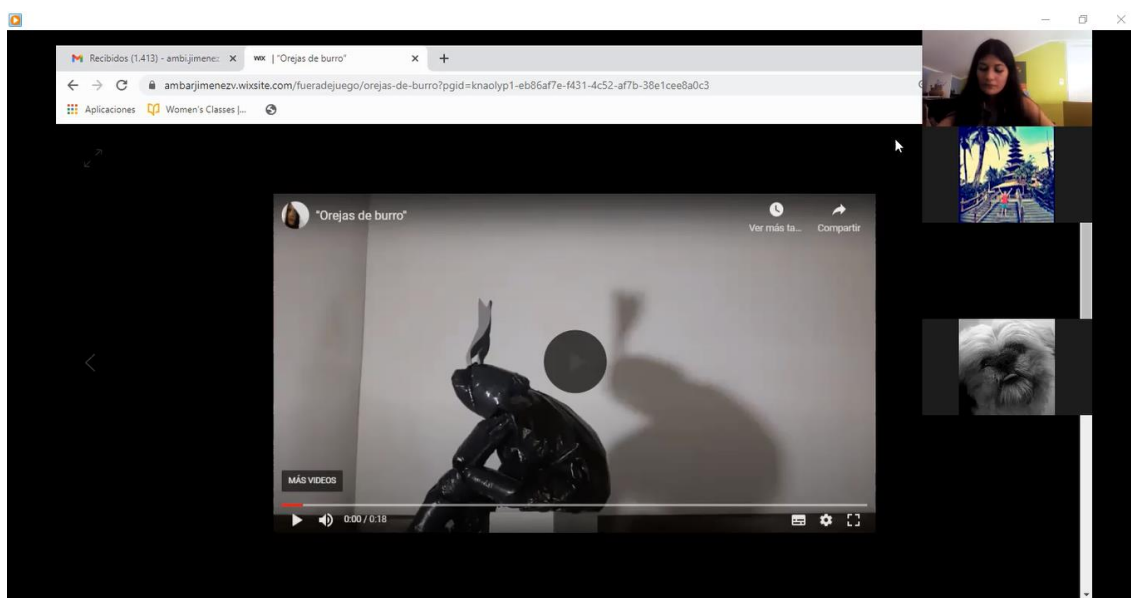 Recibidos (1.413) - ambi.jimene:
WIX | "Orejas de burro"
ambarjimenezv.wixsite.com/fueradejuego/orejas-de-burro?pgid=knaolyp1-eb86af7e-f431-4c52-af7b-38e1cee8a0c3
Aplicaciones
Women's Classes |...
"Orejas de burro"
Ver más ta...
Compartir
MÁS VIDEOS
0:00 / 0:18